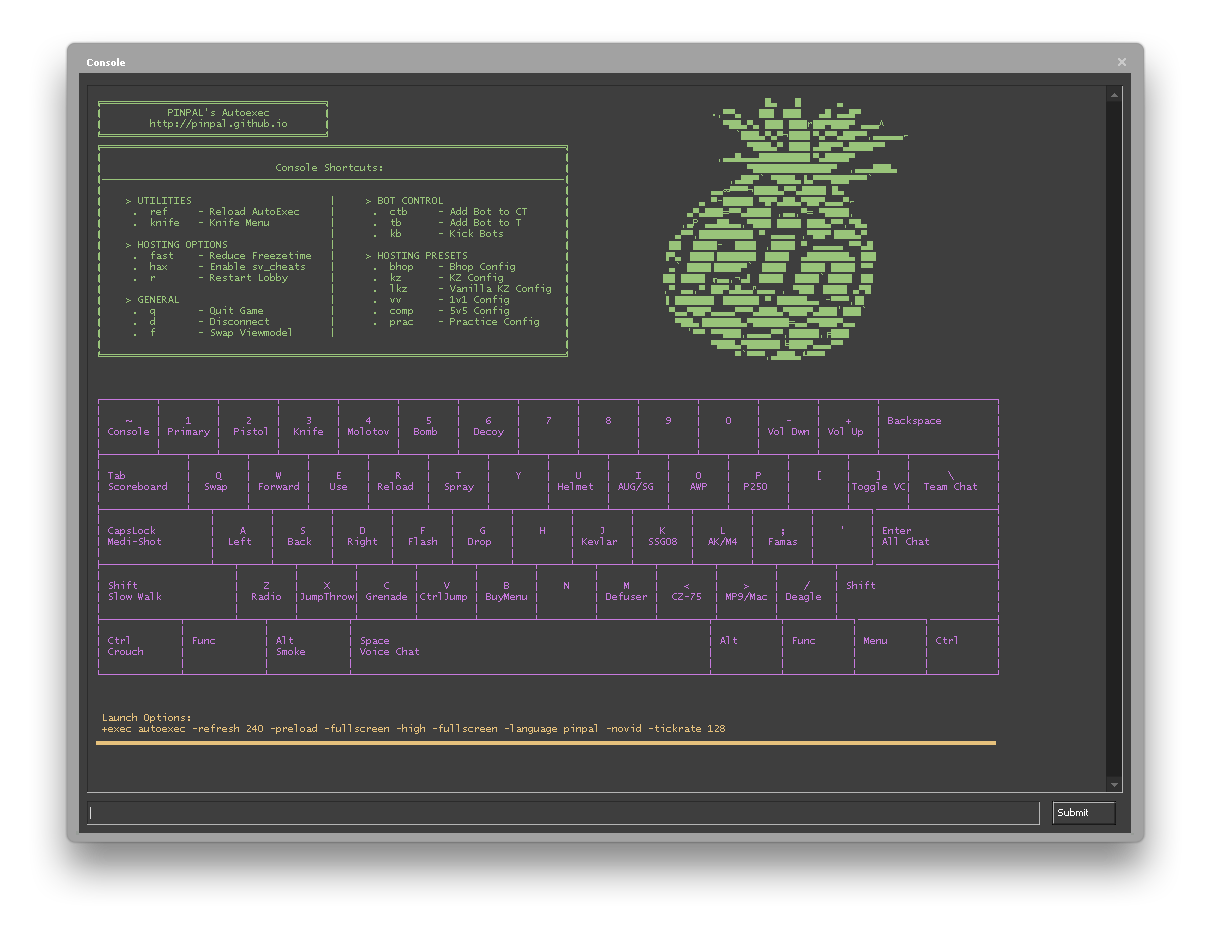 Console
PINPAL's Autoexec
http://pinpal.github.io
Console Shortcuts:
> UTILITIES
. ref - Reload AutoExec
. knife - Knife Menu
> HOSTING OPTIONS
. fast - Reduce Freezetime
. hax - Enable sv_cheats
. r - Restart Lobby
> GENERAL
. q - Quit Game
. d - Disconnect
. f - Swap Viewmodel
> BOT CONTROL
. ctb - Add Bot to CT
. tb - Add Bot to T
. kb - Kick Bots
> HOSTING PRESETS
. bhop - Bhop Config
. kz - KZ Config
. lkz - Vanilla KZ Config
. vv - 1v1 Config
. comp - 5v5 Config
. prac - Practice Config
~ 1 2 3 4 5 6 7 8 9 0 - + Backspace
Console Primary Pistol Knife Molotov Bomb Decoy Vol Dwn Vol Up
Tab Q W E R T Y U I O P [ ] \
Scoreboard Swap Forward Use Reload Spray Helmet AUG/SG AWP P250 Toggle VC Team Chat
CapsLock A S D F G H J K L ; ' Enter
Medi-Shot Left Back Right Flash Drop Kevlar SSG08 AK/M4 Famas All Chat
Shift Z X C V B N M < > / Shift
Slow Walk Radio JumpThrow Grenade CtrlJump BuyMenu Defuser CZ-75 MP9/Mac Deagle
Ctrl Func Alt Space Alt Func Menu Ctrl
Crouch Smoke Voice Chat
Launch Options:
+exec autoexec -refresh 240 -preload -fullscreen -high -fullscreen -language pinpal -novid -tickrate 128
Submit